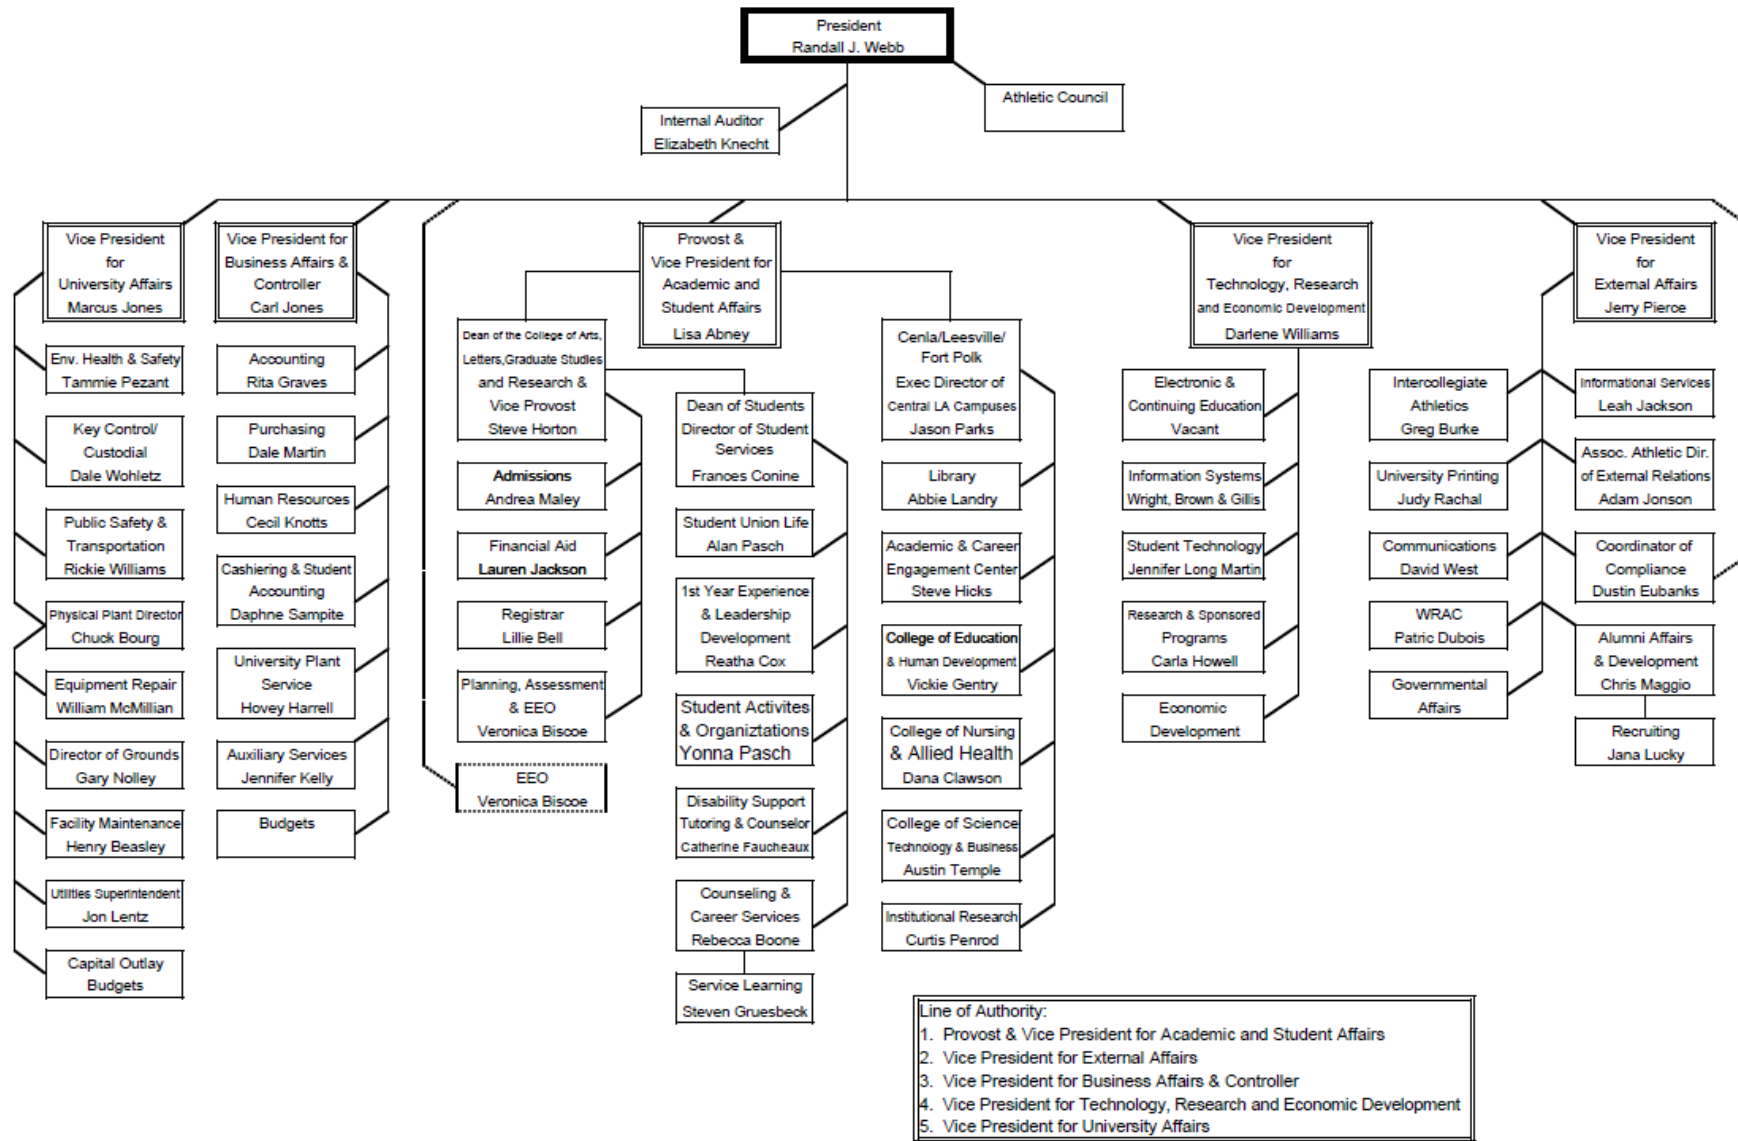 President
Randall J. Webb
Athletic Council
Internal Auditor
Elizabeth Knecht
Vice President
for
University Affairs
Marcus Jones
Env. Health & Safety
Tammie Pezant
Key Control/
Custodial
Dale Wohletz
Public Safety &
Transportation
Rickie Williams
Physical Plant Director
Chuck Bourg
Equipment Repair
William McMillian
Director of Grounds
Gary Nolley
Facility Maintenance
Henry Beasley
Utilities Superintendent
Jon Lentz
Capital Outlay
Budgets
Vice President for
Business Affairs &
Controller
Carl Jones
Accounting
Rita Graves
Purchasing
Dale Martin
Human Resources
Cecil Knotts
Cashiering & Student
Accounting
Daphne Sampite
University Plant
Service
Hovey Harrell
Auxiliary Services
Jennifer Kelly
Budgets
Provost &
Vice President for
Academic and
Student Affairs
Lisa Abney
Dean of the College of Arts,
Letters,Graduate Studies
and Research &
Vice Provost
Steve Horton
Admissions
Andrea Maley
Financial Aid
Lauren Jackson
Registrar
Lillie Bell
Planning, Assessment
& EEO
Veronica Biscoe
EEO
Veronica Biscoe
Dean of Students
Director of Student
Services
Frances Conine
Student Union Life
Alan Pasch
1st Year Experience
& Leadership
Development
Reatha Cox
Student Activites
& Organiztations
Yonna Pasch
Disability Support
Tutoring & Counselor
Catherine Faucheaux
Counseling &
Career Services
Rebecca Boone
Service Learning
Steven Gruesbeck
Cenla/Leesville/
Fort Polk
Exec Director of
Central LA Campuses
Jason Parks
Library
Abbie Landry
Academic & Career
Engagement Center
Steve Hicks
College of Education
& Human Development
Vickie Gentry
College of Nursing
& Allied Health
Dana Clawson
College of Science
Technology & Business
Austin Temple
Institutional Research
Curtis Penrod
Vice President
for
Technology, Research
and Economic Development
Darlene Williams
Electronic &
Continuing Education
Vacant
Information Systems
Wright, Brown & Gillis
Student Technology
Jennifer Long Martin
Research & Sponsored
Programs
Carla Howell
Economic
Development
Vice President
for
External Affairs
Jerry Pierce
Intercollegiate
Athletics
Greg Burke
University Printing
Judy Rachal
Communications
David West
WRAC
Patric Dubois
Governmental
Affairs
Informational Services
Leah Jackson
Assoc. Athletic Dir.
of External Relations
Adam Jonson
Coordinator of
Compliance
Dustin Eubanks
Alumni Affairs
& Development
Chris Maggio
Recruiting
Jana Lucky
Line of Authority:
1. Provost & Vice President for Academic and Student Affairs
2. Vice President for External Affairs
3. Vice President for Business Affairs & Controller
4. Vice President for Technology, Research and Economic Development
5. Vice President for University Affairs